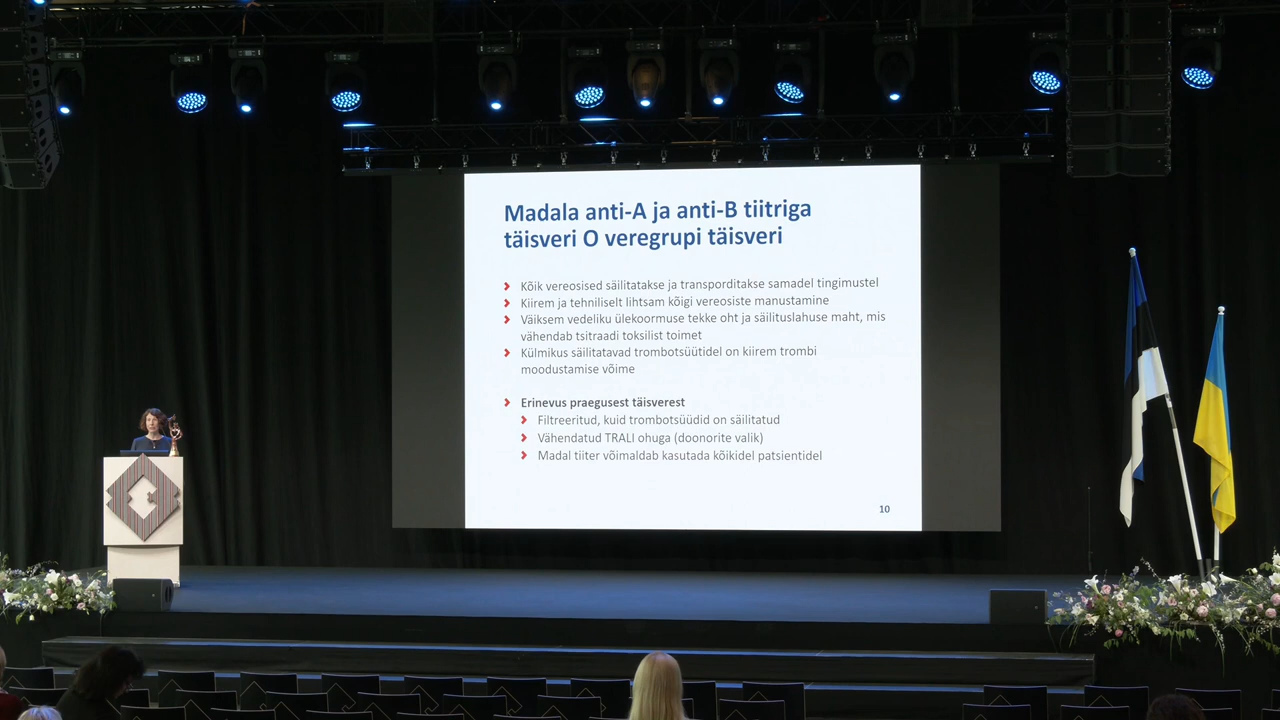 Madala anti-A ja anti-B tiitriga
täisveri O veregrupi täisveri
Kõik vereosised säilitatakse ja transporditakse samadel tingimustel
Kiirem ja tehniliselt lihtsam kõigi vereosiste manustamine
Väiksem vedeliku ülekoormuse tekke oht ja säilituslahuse maht, mis
vähendab tsitraadi toksilist toimet
Külmikus säilitatavad trombotsüütidel on kiirem trombi
moodustamise võime
Erinevus praegusest täisverest
Filtreeritud, kuid trombotsüüdid on säilitatud
Vähendatud TRALI ohuga (doonorite valik)
Madal tiiter võimaldab kasutada kõikidel patsientidel
10